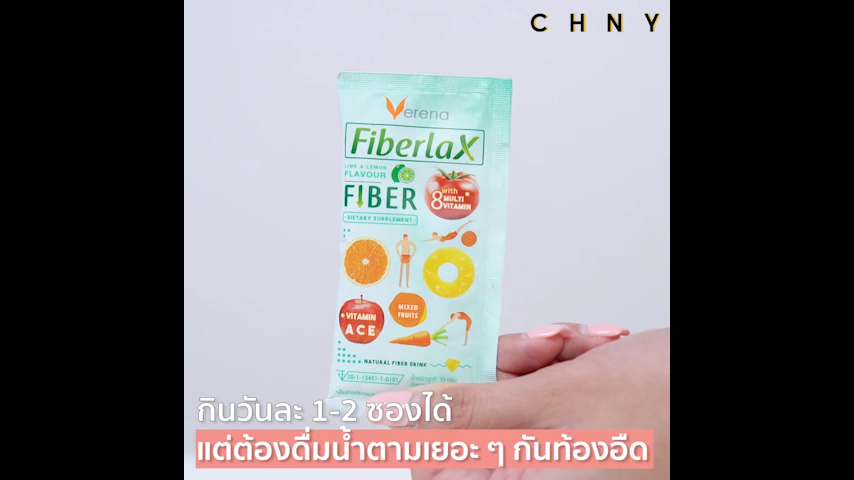 CHNY
Verena
FiberlaX
LIME & LEMON
FLAVOUR
FIBER
DIETARY SUPPLEMENT
with
8 MULTI
VITAMIN
VITAMIN
A C E
MIXED
FRUITS
NATURAL FIBER DRINK
กินวันละ 1-2 ซองได้
แต่ต้องดื่มน้ำตามเยอะ ๆ กันท้องอืด